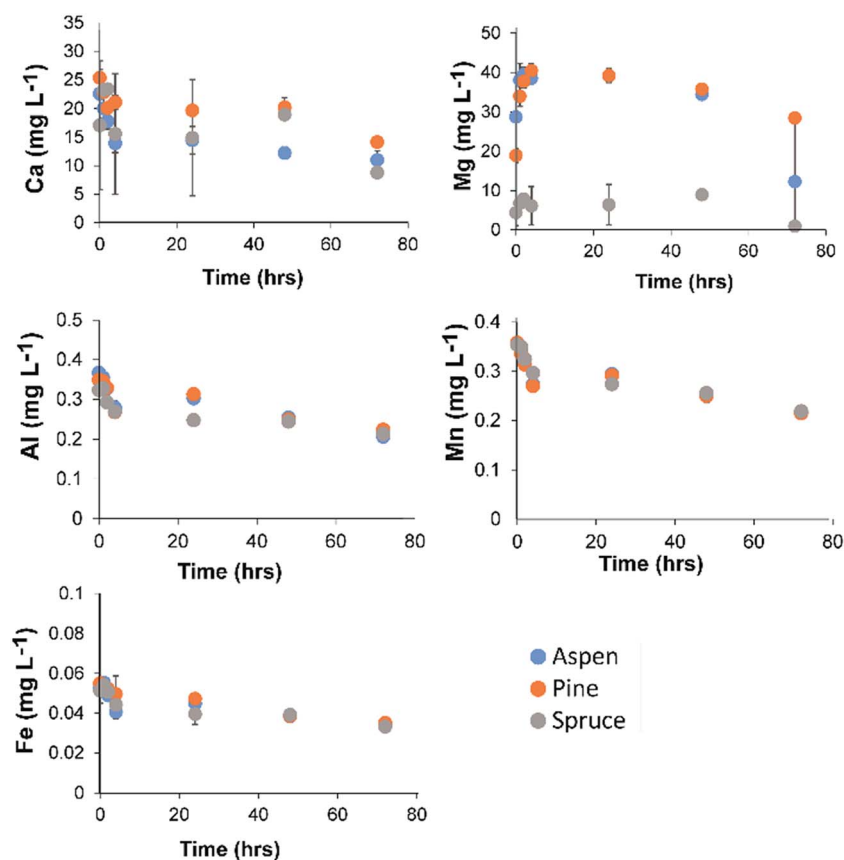 Ca (mg L-1)
35
30
25
20
15
10
5
0
0 20 40 60 80
Time (hrs)
Mg (mg L-1)
50
40
30
20
10
0
0 20 40 60 80
Time (hrs)
Al (mg L-1)
0.5
0.4
0.3
0.2
0.1
0
0 20 40 60 80
Time (hrs)
Mn (mg L-1)
0.4
0.3
0.2
0.1
0
0 20 40 60 80
Time (hrs)
Fe (mg L-1)
0.1
0.08
0.06
0.04
0.02
0
0 20 40 60 80
Time (hrs)
Aspen
Pine
Spruce